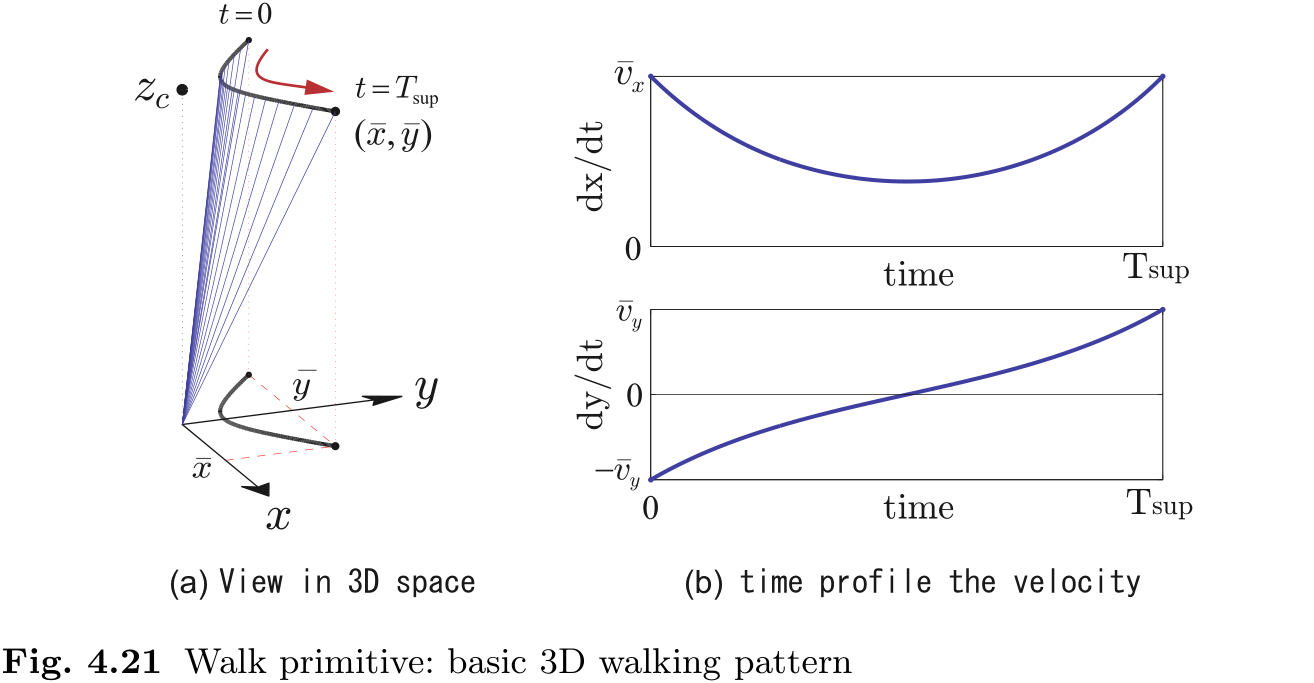 t=0
z_c
t=T_sup
(x̄, ȳ)
ȳ
y
x̄
x
(a) View in 3D space
v̄_x
dx/dt
0
time
T_sup
v̄_y
dy/dt
0
−v̄_y
0
time
T_sup
(b) time profile the velocity
Fig. 4.21 Walk primitive: basic 3D walking pattern